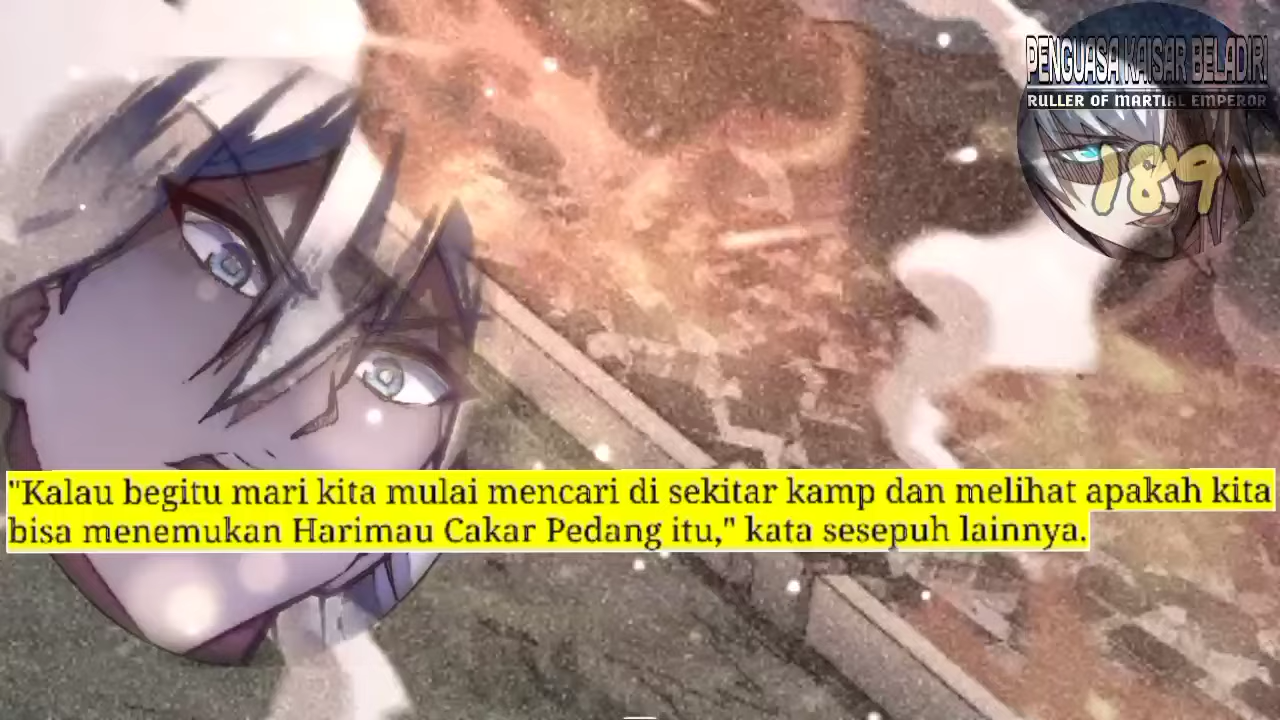 PENGUASA KAISAR BELADIRI
RULLER OF MARTIAL EMPEROR
189
"Kalau begitu mari kita mulai mencari di sekitar kamp dan melihat apakah kita
bisa menemukan Harimau Cakar Pedang itu," kata sesepuh lainnya.